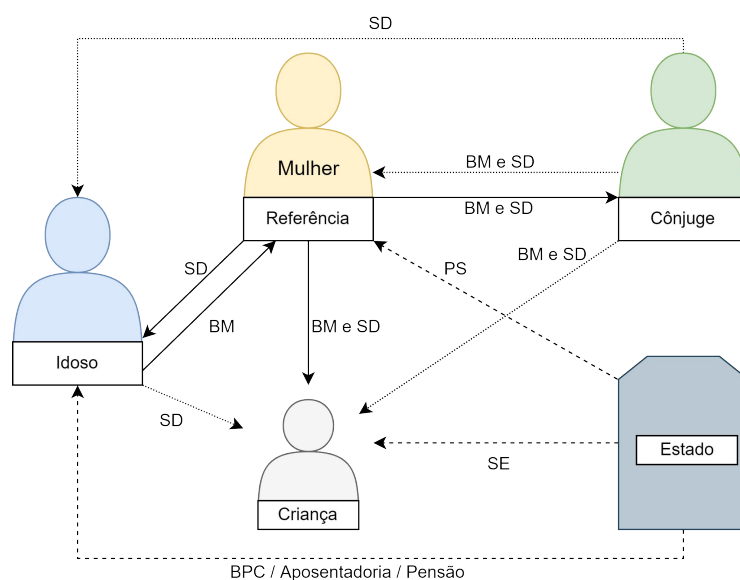 SD
Mulher
BM e SD
Referência
BM e SD
Cônjuge
SD
BM e SD
PS
BM
BM e SD
Idoso
SD
Estado
SE
Criança
BPC / Aposentadoria / Pensão